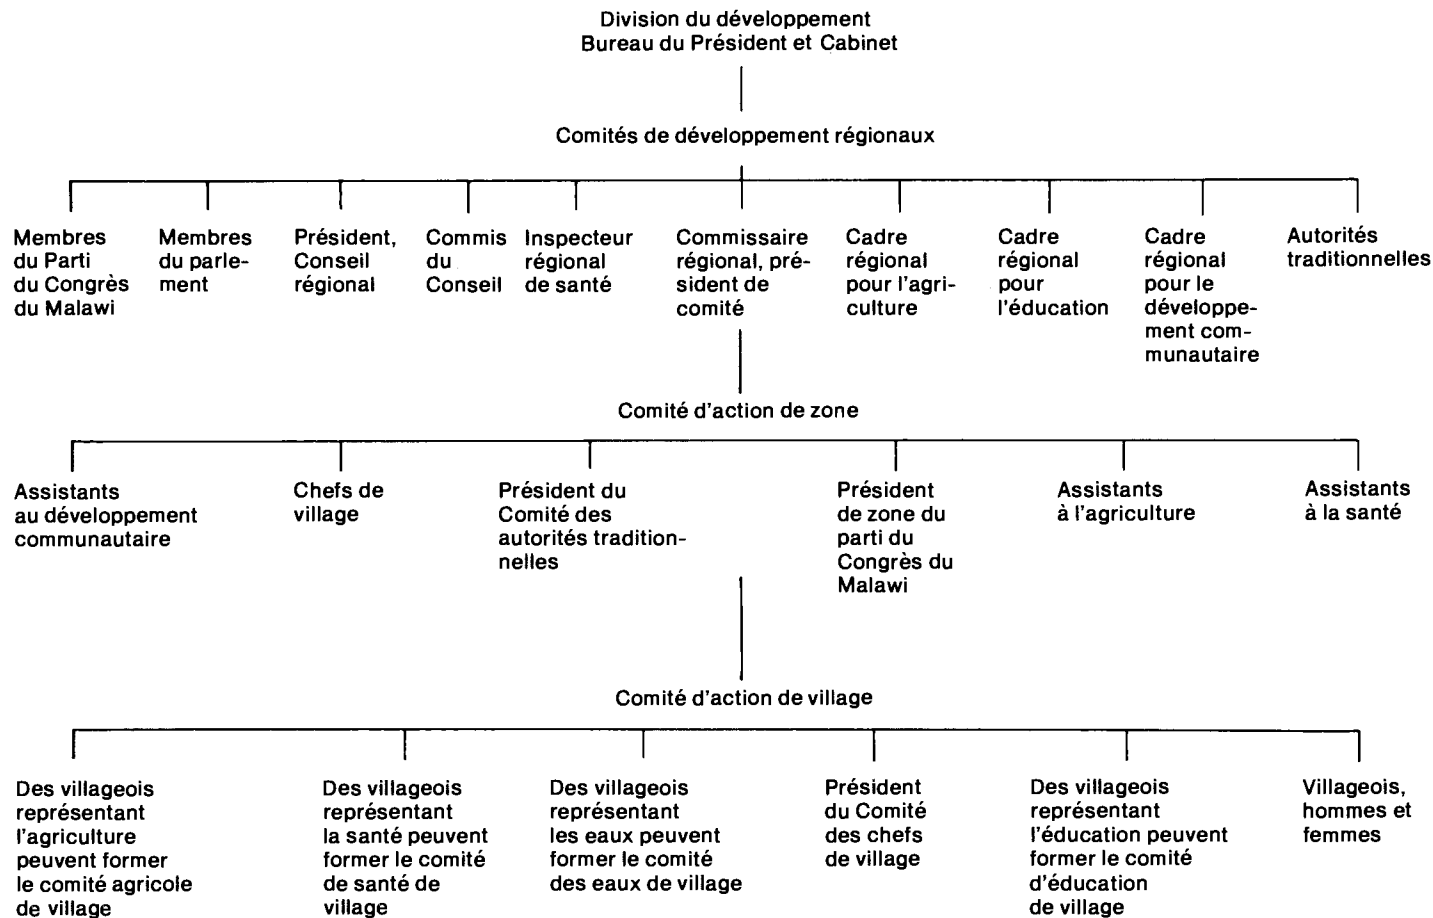 Division du développement
Bureau du Président et Cabinet
Comités de développement régionaux
Membres
du Parti
du Congrès
du Malawi
Membres
du parle-
ment
Président,
Conseil
régional
Commis
du
Conseil
Inspecteur
régional
de santé
Commissaire
régional, pré-
sident de
comité
Cadre
régional
pour l'agri-
culture
Cadre
régional
pour
l'éducation
Cadre
régional
pour le
développe-
ment com-
munautaire
Autorités
traditionnelles
Comité d'action de zone
Assistants
au développement
communautaire
Chefs de
village
Président du
Comité des
autorités tradition-
nelles
Président
de zone du
parti du
Congrès du
Malawi
Assistants
à l'agriculture
Assistants
à la santé
Comité d'action de village
Des villageois
représentant
l'agriculture
peuvent former
le comité agricole
de village
Des villageois
représentant
la santé peuvent
former le comité
de santé de
village
Des villageois
représentant
les eaux peuvent
former le comité
des eaux de village
Président
du Comité
des chefs
de village
Des villageois
représentant
l'éducation peuvent
former le comité
d'éducation
de village
Villageois,
hommes et
femmes